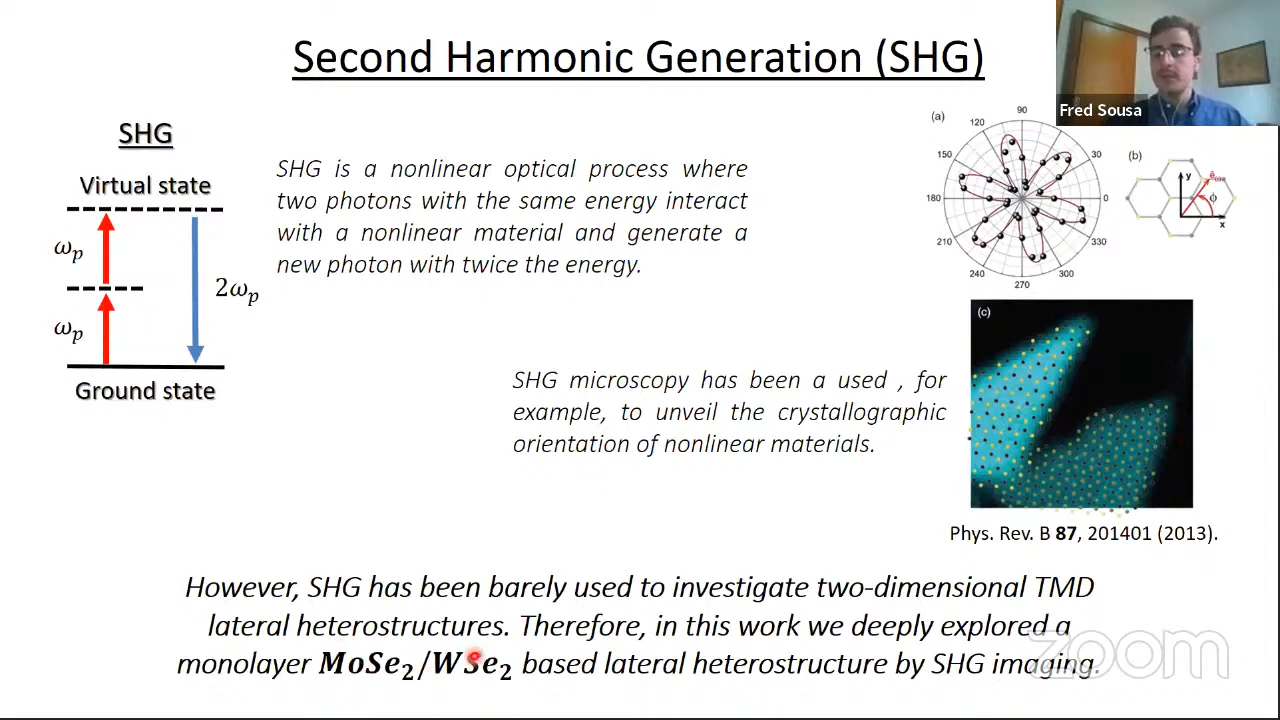 Second Harmonic Generation (SHG)
Fred Sousa
SHG
Virtual state
ωp
ωp
2ωp
Ground state
SHG is a nonlinear optical process where
two photons with the same energy interact
with a nonlinear material and generate a
new photon with twice the energy.
(a)
90
120
150
30
180
0
210
330
240
300
270
(b)
y
êω
ϕ
x
SHG microscopy has been a used , for
example, to unveil the crystallographic
orientation of nonlinear materials.
(c)
Phys. Rev. B 87, 201401 (2013).
However, SHG has been barely used to investigate two-dimensional TMD
lateral heterostructures. Therefore, in this work we deeply explored a
monolayer MoSe2/WSe2 based lateral heterostructure by SHG imaging.
zoom